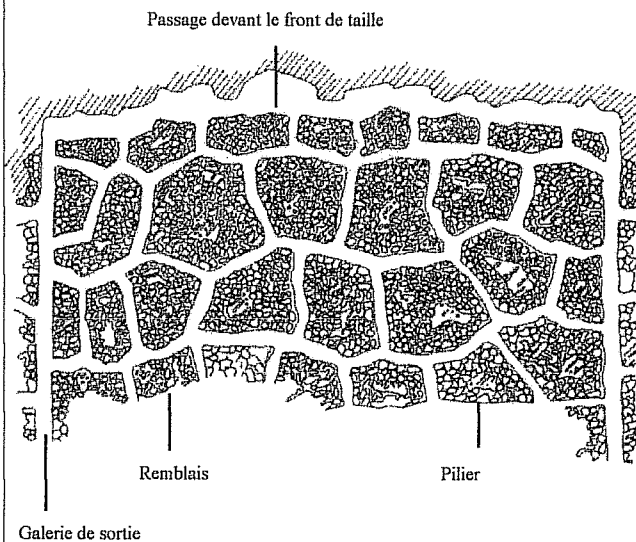 Passage devant le front de taille
Remblais
Pilier
Galerie de sortie